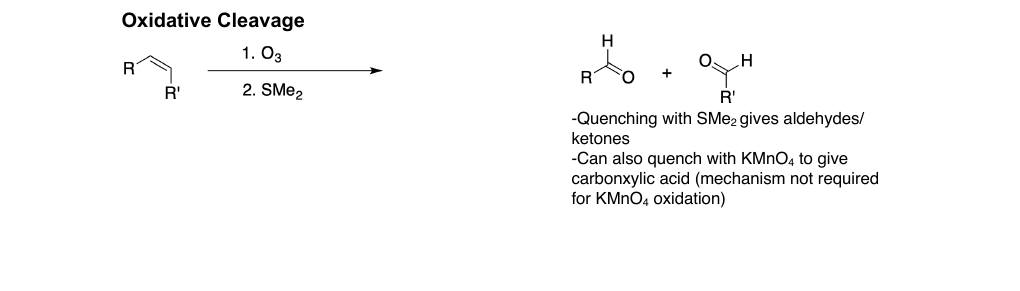 Oxidative Cleavage
1. O3
2. SMe2
R
R'
H
R
O
+
O
H
R'
-Quenching with SMe2 gives aldehydes/
ketones
-Can also quench with KMnO4 to give
carbonxylic acid (mechanism not required
for KMnO4 oxidation)